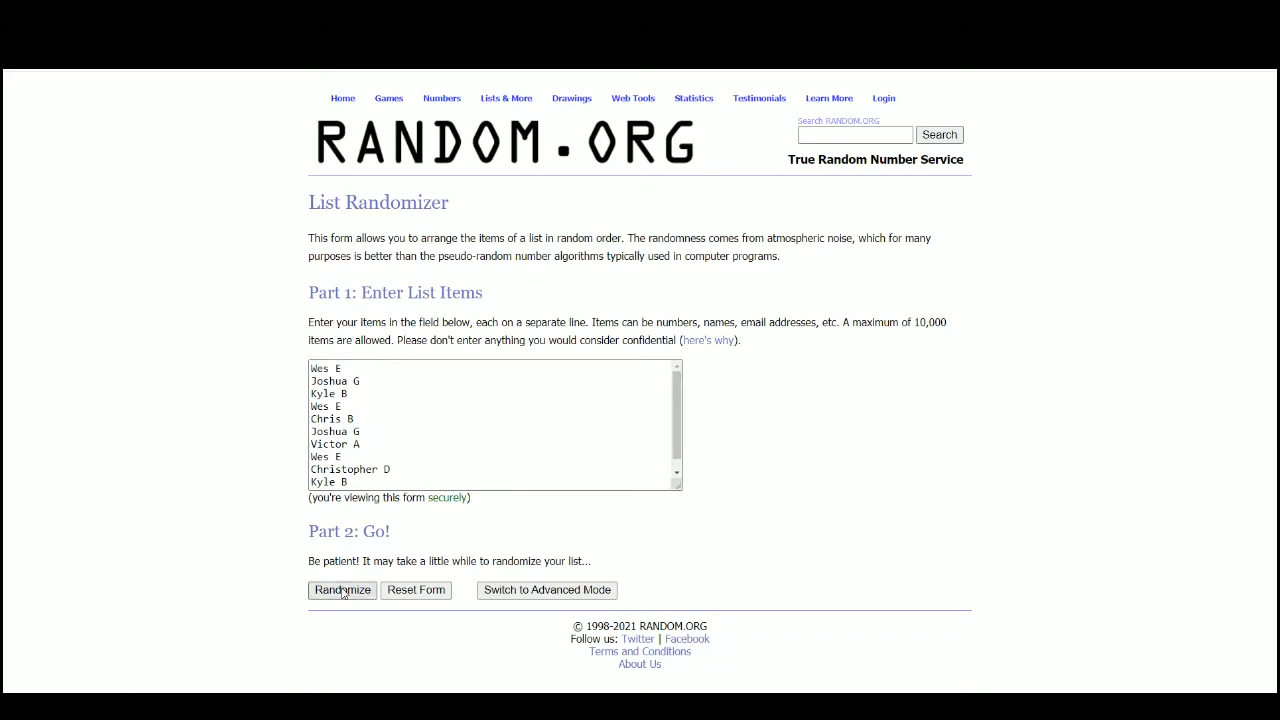 Home Games Numbers Lists & More Drawings Web Tools Statistics Testimonials Learn More Login
Search RANDOM.ORG
RANDOM.ORG
Search
True Random Number Service
List Randomizer
This form allows you to arrange the items of a list in random order. The randomness comes from atmospheric noise, which for many
purposes is better than the pseudo-random number algorithms typically used in computer programs.
Part 1: Enter List Items
Enter your items in the field below, each on a separate line. Items can be numbers, names, email addresses, etc. A maximum of 10,000
items are allowed. Please don't enter anything you would consider confidential (here's why).
Wes E
Joshua G
Kyle B
Wes E
Chris B
Joshua G
Victor A
Wes E
Christopher D
Kyle B
(you're viewing this form securely)
Part 2: Go!
Be patient! It may take a little while to randomize your list...
Randomize Reset Form Switch to Advanced Mode
© 1998-2021 RANDOM.ORG
Follow us: Twitter | Facebook
Terms and Conditions
About Us